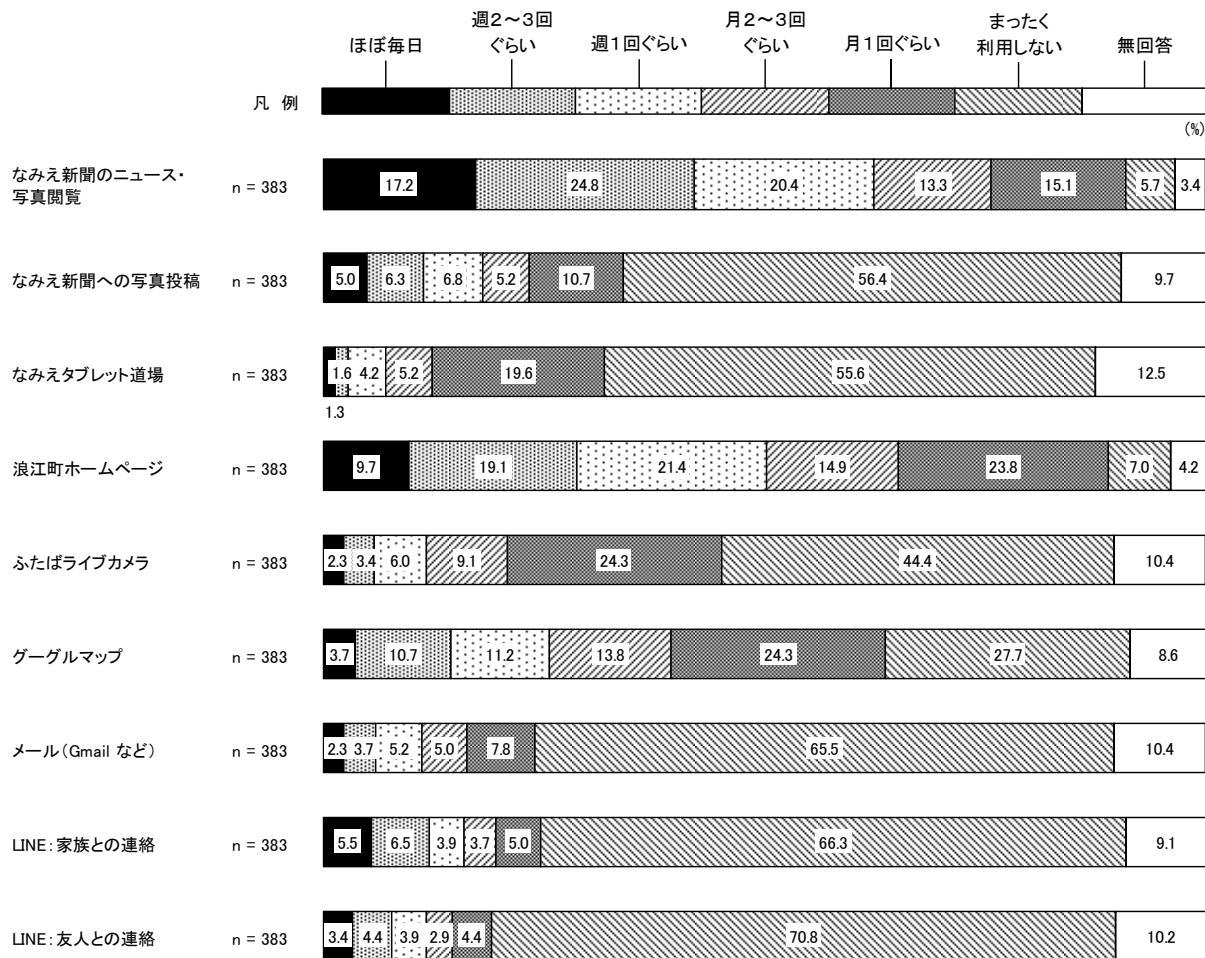 ほぼ毎日
週2～3回
ぐらい
週1回ぐらい
月2～3回
ぐらい
月1回ぐらい
まったく
利用しない
無回答
凡 例
(%)
なみえ新聞のニュース・
写真閲覧
n = 383
17.2 24.8 20.4 13.3 15.1 5.7 3.4
なみえ新聞への写真投稿 n = 383 5.0 6.3 6.8 5.2 10.7 56.4 9.7
なみえタブレット道場 n = 383 1.6 4.2 5.2 19.6 55.6 12.5
1.3
浪江町ホームページ n = 383 9.7 19.1 21.4 14.9 23.8 7.0 4.2
ふたばライブカメラ n = 383 2.3 3.4 6.0 9.1 24.3 44.4 10.4
グーグルマップ n = 383 3.7 10.7 11.2 13.8 24.3 27.7 8.6
メール（Gmail など） n = 383 2.3 3.7 5.2 5.0 7.8 65.5 10.4
LINE：家族との連絡 n = 383 5.5 6.5 3.9 3.7 5.0 66.3 9.1
LINE：友人との連絡 n = 383 3.4 4.4 3.9 2.9 4.4 70.8 10.2